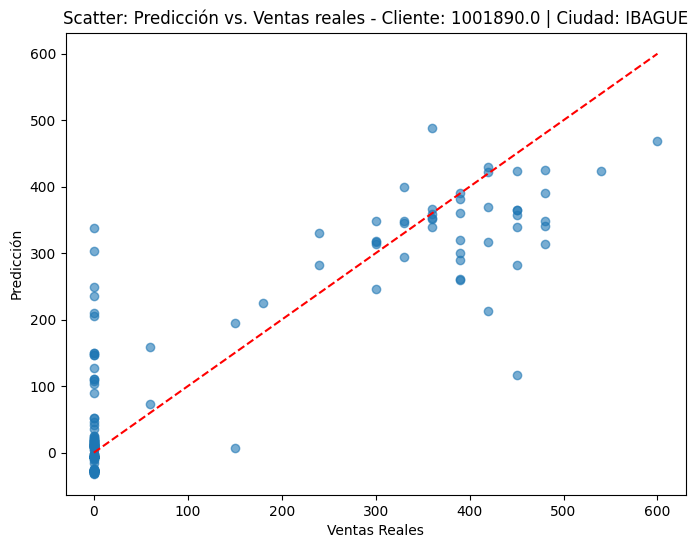 Scatter: Predicción vs. Ventas reales - Cliente: 1001890.0 | Ciudad: IBAGUE
600
500
400
300
200
100
0
Predicción
0 100 200 300 400 500 600
Ventas Reales